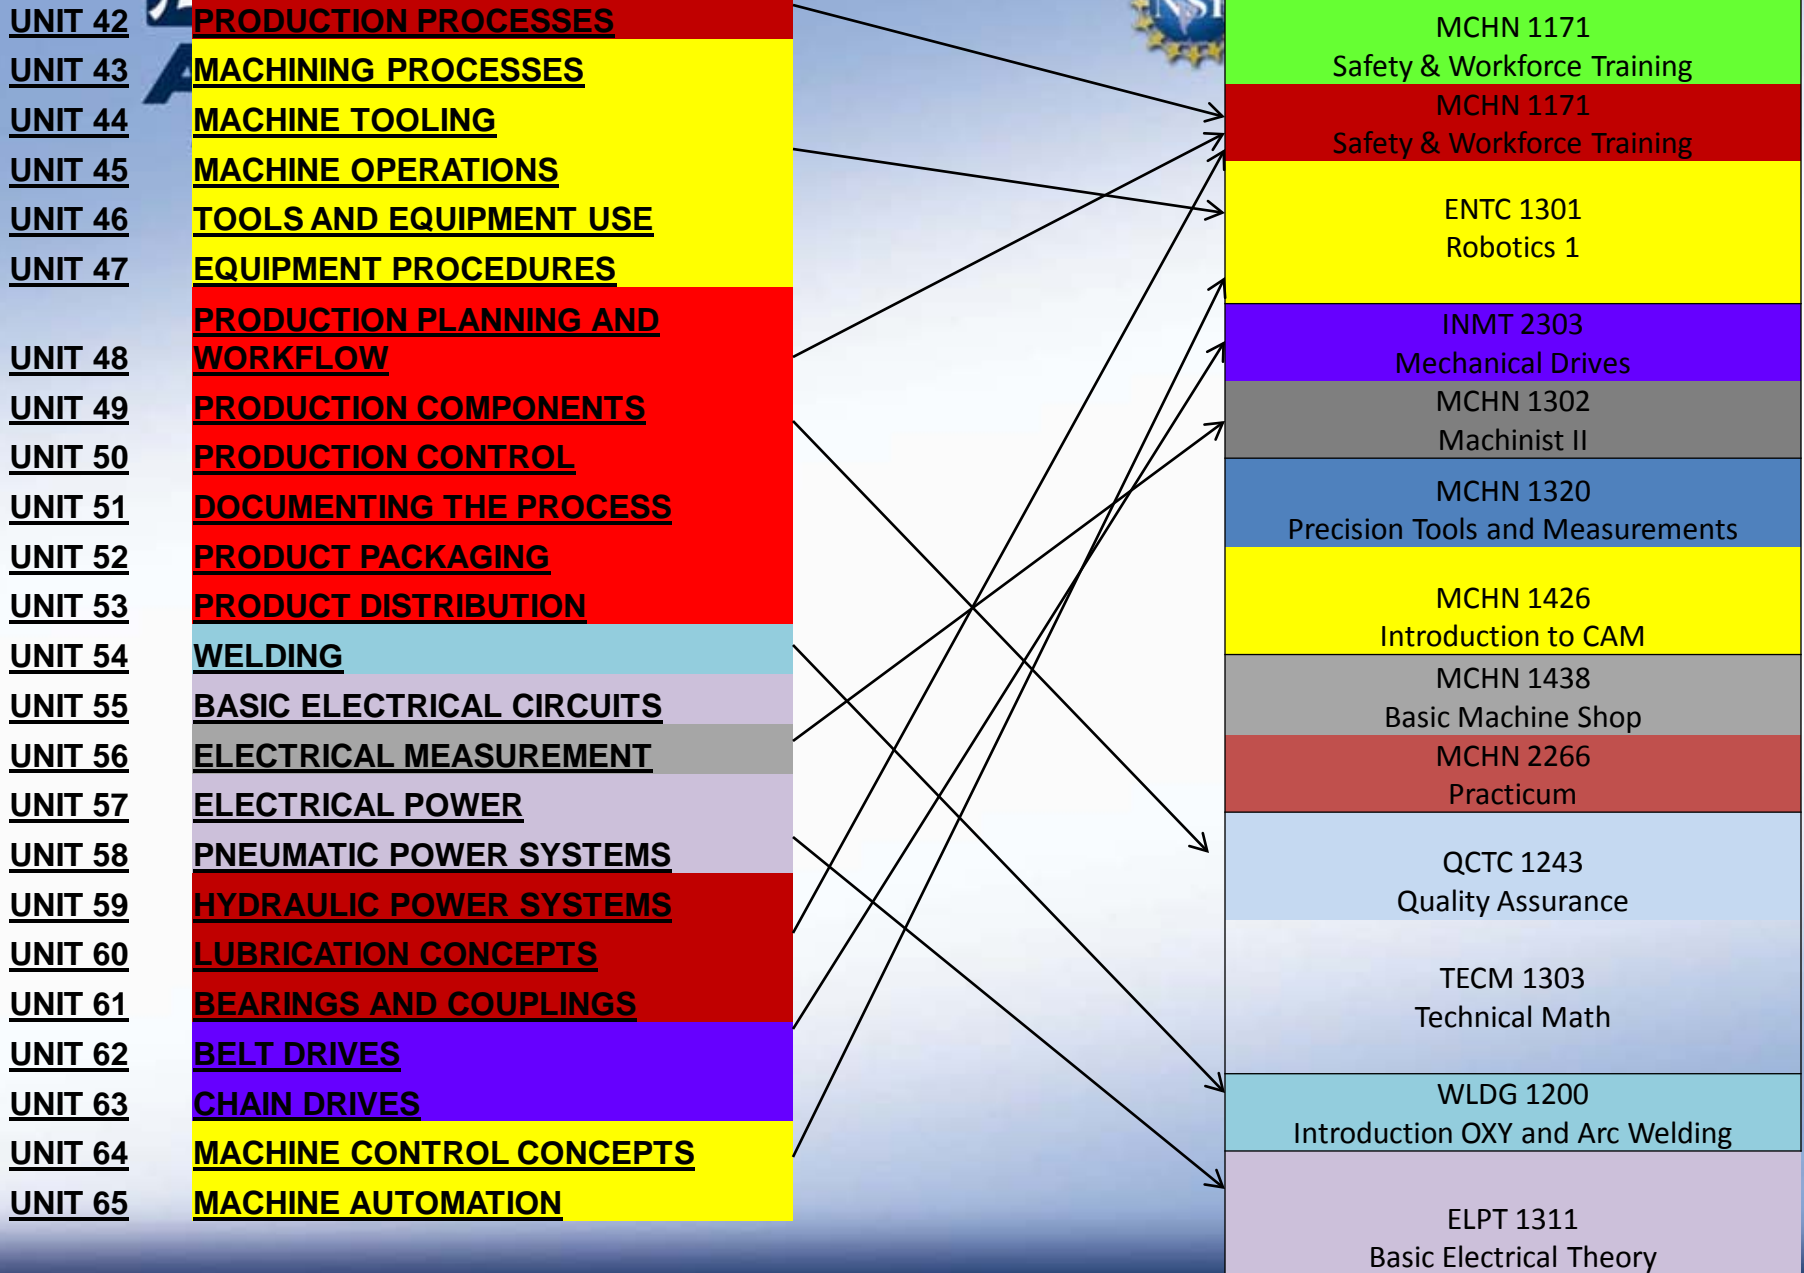 UNIT 42 PRODUCTION PROCESSES
UNIT 43 MACHINING PROCESSES
UNIT 44 MACHINE TOOLING
UNIT 45 MACHINE OPERATIONS
UNIT 46 TOOLS AND EQUIPMENT USE
UNIT 47 EQUIPMENT PROCEDURES
PRODUCTION PLANNING AND
UNIT 48 WORKFLOW
UNIT 49 PRODUCTION COMPONENTS
UNIT 50 PRODUCTION CONTROL
UNIT 51 DOCUMENTING THE PROCESS
UNIT 52 PRODUCT PACKAGING
UNIT 53 PRODUCT DISTRIBUTION
UNIT 54 WELDING
UNIT 55 BASIC ELECTRICAL CIRCUITS
UNIT 56 ELECTRICAL MEASUREMENT
UNIT 57 ELECTRICAL POWER
UNIT 58 PNEUMATIC POWER SYSTEMS
UNIT 59 HYDRAULIC POWER SYSTEMS
UNIT 60 LUBRICATION CONCEPTS
UNIT 61 BEARINGS AND COUPLINGS
UNIT 62 BELT DRIVES
UNIT 63 CHAIN DRIVES
UNIT 64 MACHINE CONTROL CONCEPTS
UNIT 65 MACHINE AUTOMATION
NSF
MCHN 1171
Safety & Workforce Training
MCHN 1171
Safety & Workforce Training
ENTC 1301
Robotics 1
INMT 2303
Mechanical Drives
MCHN 1302
Machinist II
MCHN 1320
Precision Tools and Measurements
MCHN 1426
Introduction to CAM
MCHN 1438
Basic Machine Shop
MCHN 2266
Practicum
QCTC 1243
Quality Assurance
TECM 1303
Technical Math
WLDG 1200
Introduction OXY and Arc Welding
ELPT 1311
Basic Electrical Theory